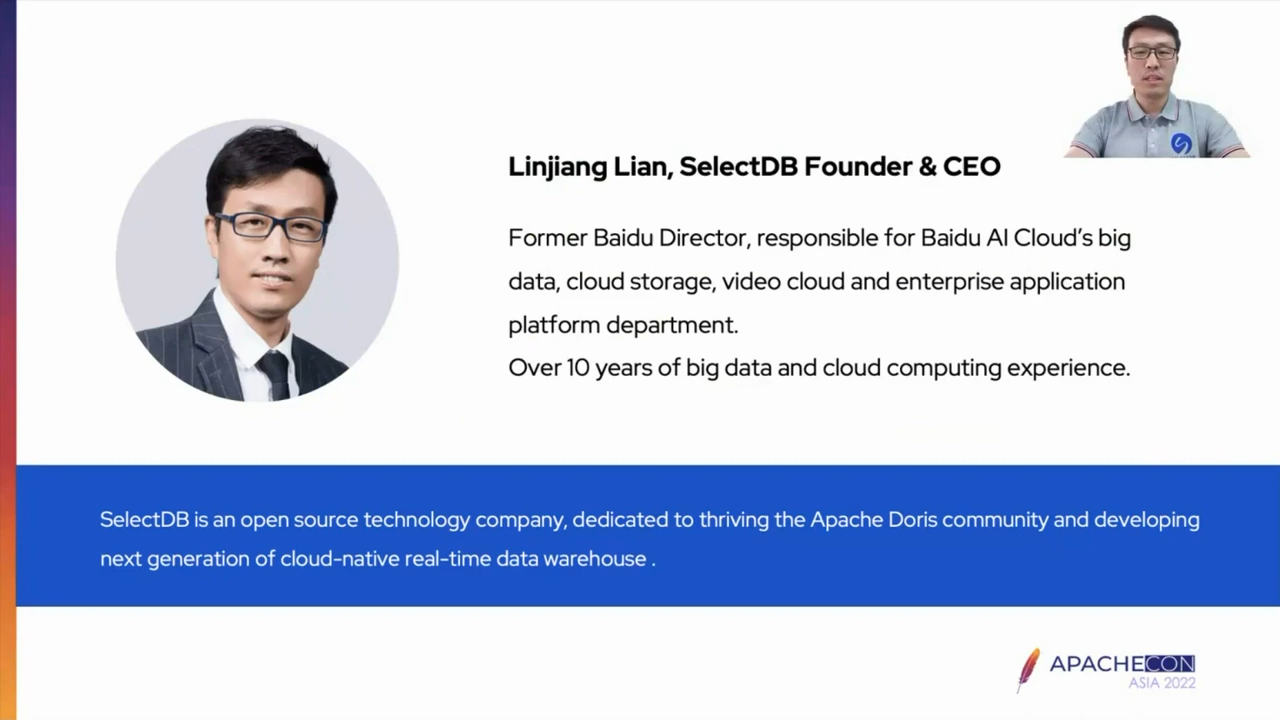 Linjiang Lian, SelectDB Founder & CEO
Former Baidu Director, responsible for Baidu AI Cloud’s big
data, cloud storage, video cloud and enterprise application
platform department.
Over 10 years of big data and cloud computing experience.
SelectDB is an open source technology company, dedicated to thriving the Apache Doris community and developing
next generation of cloud-native real-time data warehouse .
APACHECON
ASIA 2022